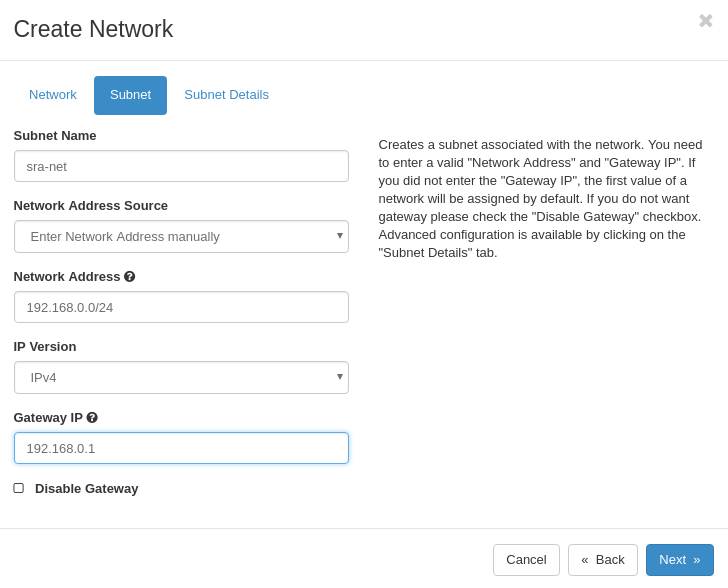 Create Network
Network
Subnet
Subnet Details
Subnet Name
sra-net
Network Address Source
Enter Network Address manually
Network Address
192.168.0.0/24
IP Version
IPv4
Gateway IP
192.168.0.1
Disable Gateway
Creates a subnet associated with the network. You need
to enter a valid "Network Address" and "Gateway IP". If
you did not enter the "Gateway IP", the first value of a
network will be assigned by default. If you do not want
gateway please check the "Disable Gateway" checkbox.
Advanced configuration is available by clicking on the
"Subnet Details" tab.
Cancel
« Back
Next »